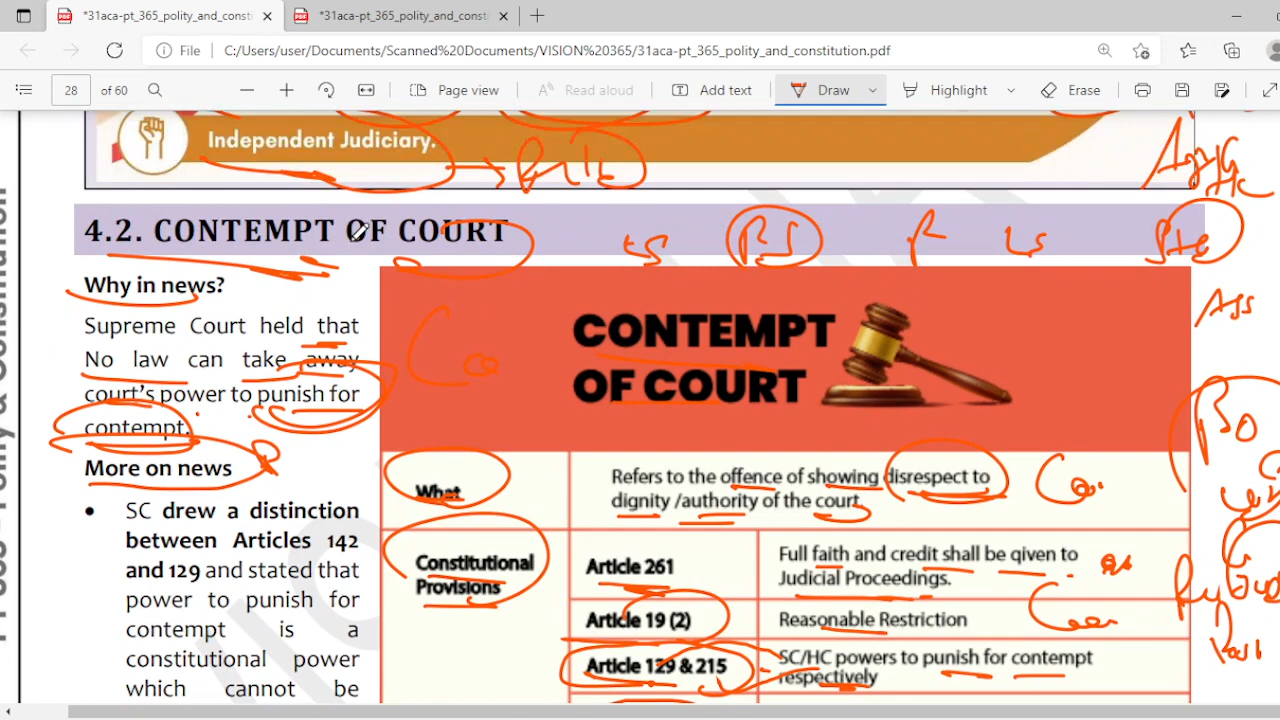 *31aca-pt_365_polity_and_const
*31aca-pt_365_polity_and_const
File
C:/Users/user/Documents/Scanned%20Documents/VISION%20365/31aca-pt_365_polity_and_constitution.pdf
28 of 60
Page view
Read aloud
Add text
Draw
Highlight
Erase
Independent Judiciary.
4.2. CONTEMPT OF COURT
RS
LS
Why in news?
Supreme Court held that
No law can take away
court's power to punish for
contempt.
More on news
• SC drew a distinction
between Articles 142
and 129 and stated that
power to punish for
contempt is a
constitutional power
which cannot be
CONTEMPT
OF COURT
What
Refers to the offence of showing disrespect to
dignity /authority of the court.
Constitutional
Provisions
Article 261
Full faith and credit shall be given to
Judicial Proceedings.
Article 19 (2)
Reasonable Restriction
Article 129 & 215
SC/HC powers to punish for contempt
respectively